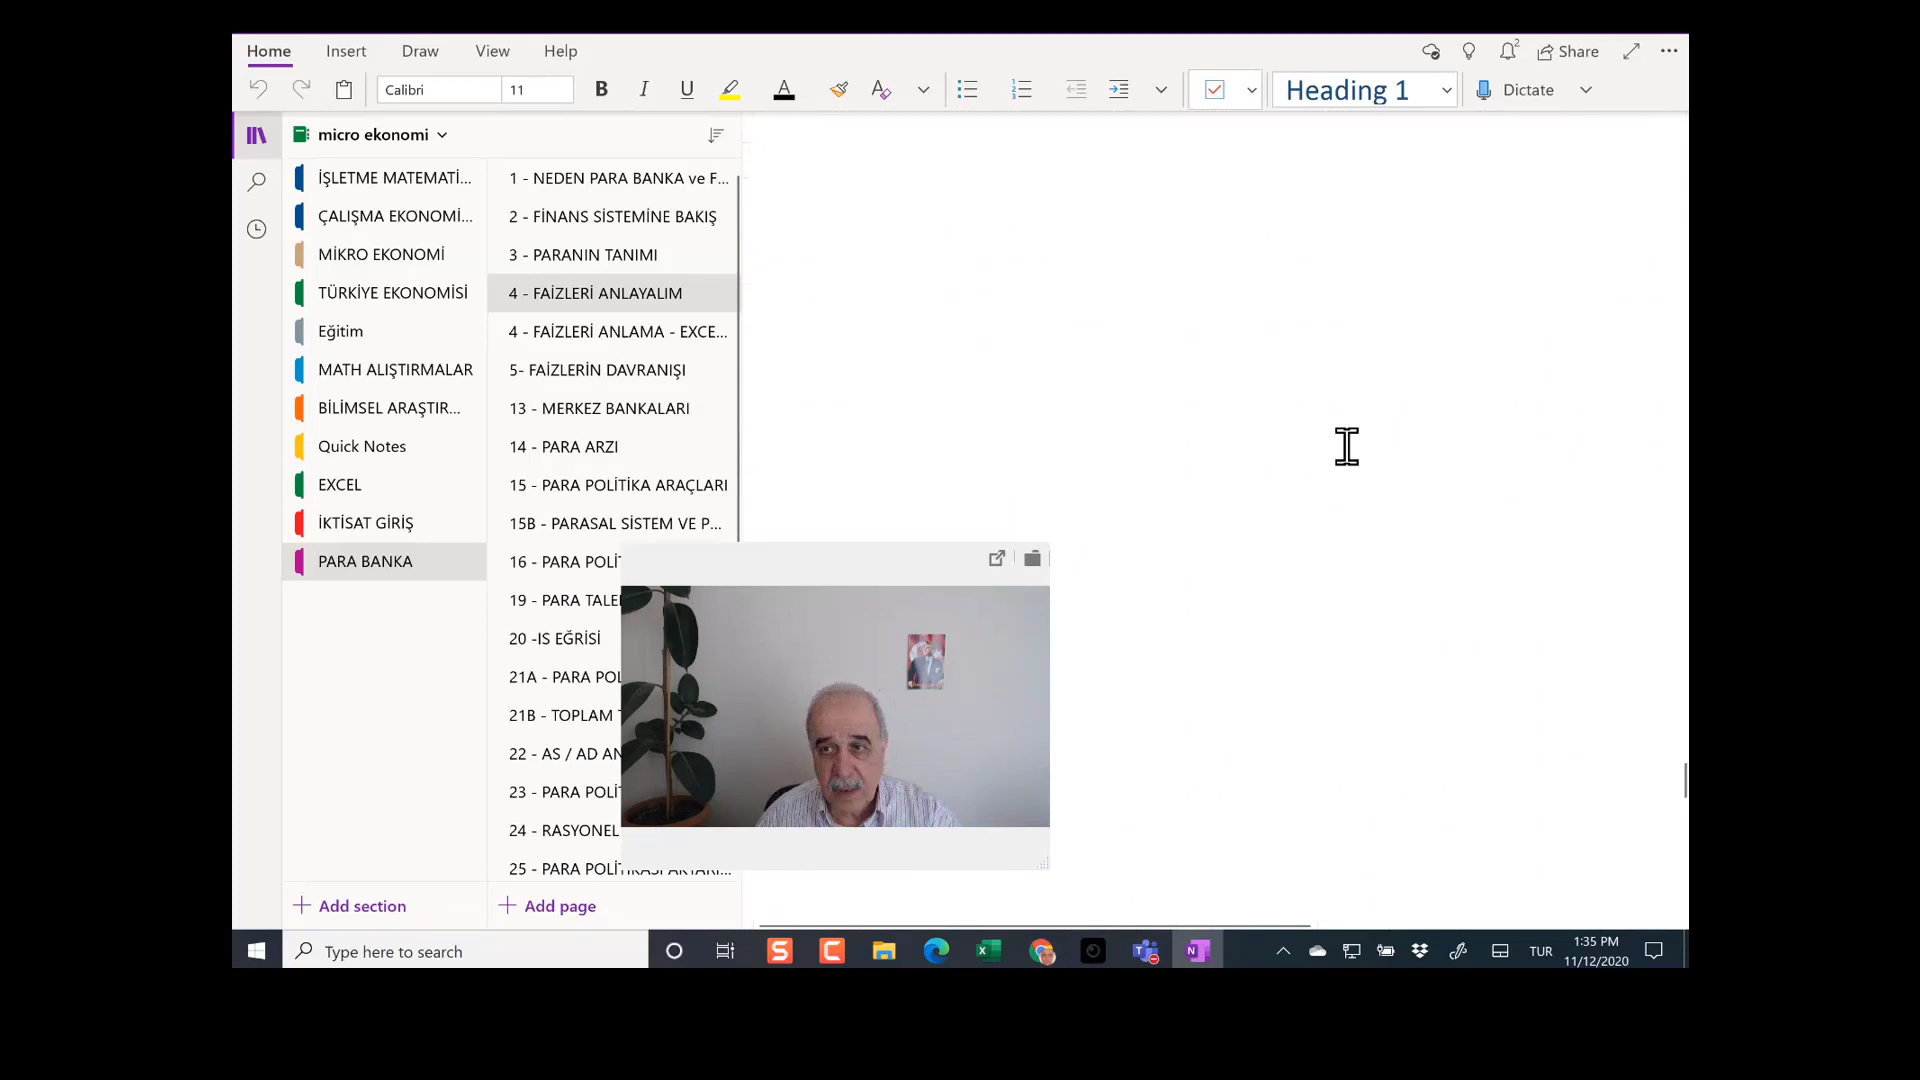 Home Insert Draw View Help
2 Share
Calibri 11 B I U A Heading 1 Dictate
micro ekonomi
İŞLETME MATEMATİ...
ÇALIŞMA EKONOMİ...
MİKRO EKONOMİ
TÜRKİYE EKONOMİSİ
Eğitim
MATH ALIŞTIRMALAR
BİLİMSEL ARAŞTIR...
Quick Notes
EXCEL
İKTİSAT GİRİŞ
PARA BANKA
Add section
1 - NEDEN PARA BANKA ve F...
2 - FİNANS SİSTEMİNE BAKIŞ
3 - PARANIN TANIMI
4 - FAİZLERİ ANLAYALIM
4 - FAİZLERİ ANLAMA - EXCE...
5- FAİZLERİN DAVRANIŞI
13 - MERKEZ BANKALARI
14 - PARA ARZI
15 - PARA POLİTİKA ARAÇLARI
15B - PARASAL SİSTEM VE P...
16 - PARA POLİT
19 - PARA TALE
20 -IS EĞRİSİ
21A - PARA POL
21B - TOPLAM
22 - AS / AD AN
23 - PARA POLİT
24 - RASYONEL
25 - PARA POLİTİKASI AKTARI...
Add page
Type here to search
TUR
1:35 PM
11/12/2020